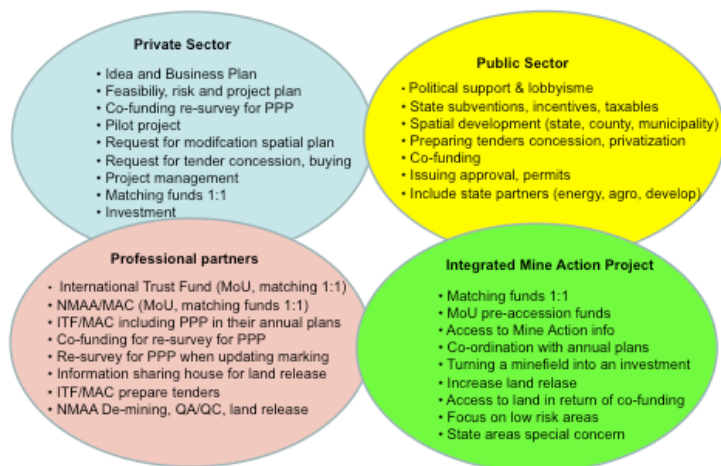 Private Sector
• Idea and Business Plan
• Feasibiliy, risk and project plan
• Co-funding re-survey for PPP
• Pilot project
• Request for modifcation spatial plan
• Request for tender concession, buying
• Project management
• Matching funds 1:1
• Investment
Public Sector
• Political support & lobbyisme
• State subventions, incentives, taxables
• Spatial development (state, county, municipality)
• Preparing tenders concession, privatization
• Co-funding
• Issuing approval, permits
• Include state partners (energy, agro, develop)
Professional partners
• International Trust Fund (MoU, matching 1:1)
• NMAA/MAC (MoU, matching funds 1:1)
• ITF/MAC including PPP in their annual plans
• Co-funding for re-survey for PPP
• Re-survey for PPP when updating marking
• Information sharing house for land release
• ITF/MAC prepare tenders
• NMAA De-mining, QA/QC, land release
Integrated Mine Action Project
• Matching funds 1:1
• MoU pre-accession funds
• Access to Mine Action info
• Co-ordination with annual plans
• Turning a minefield into an investment
• Increase land relase
• Access to land in return of co-funding
• Focus on low risk areas
• State areas special concern